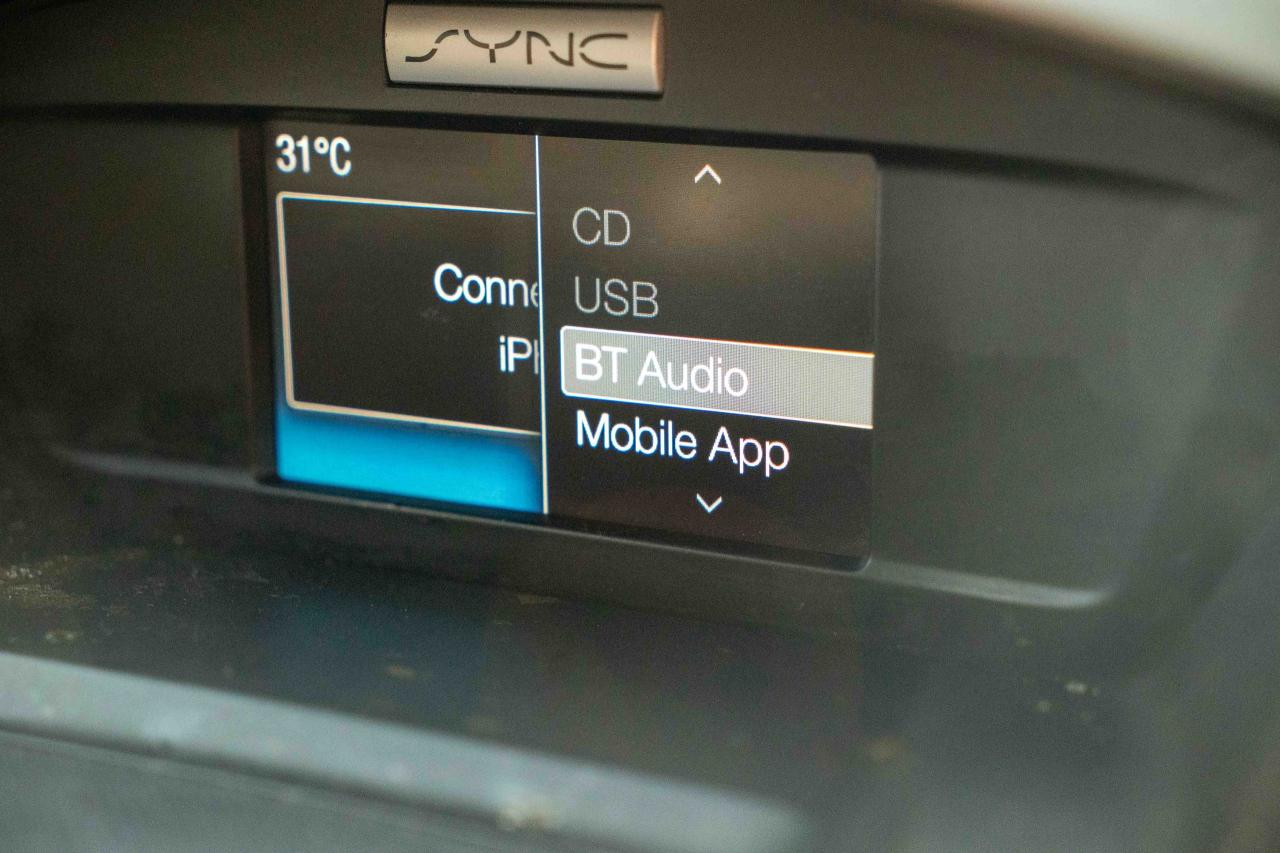 SYNC
31°C
Conne
iPh
CD
USB
BT Audio
Mobile App